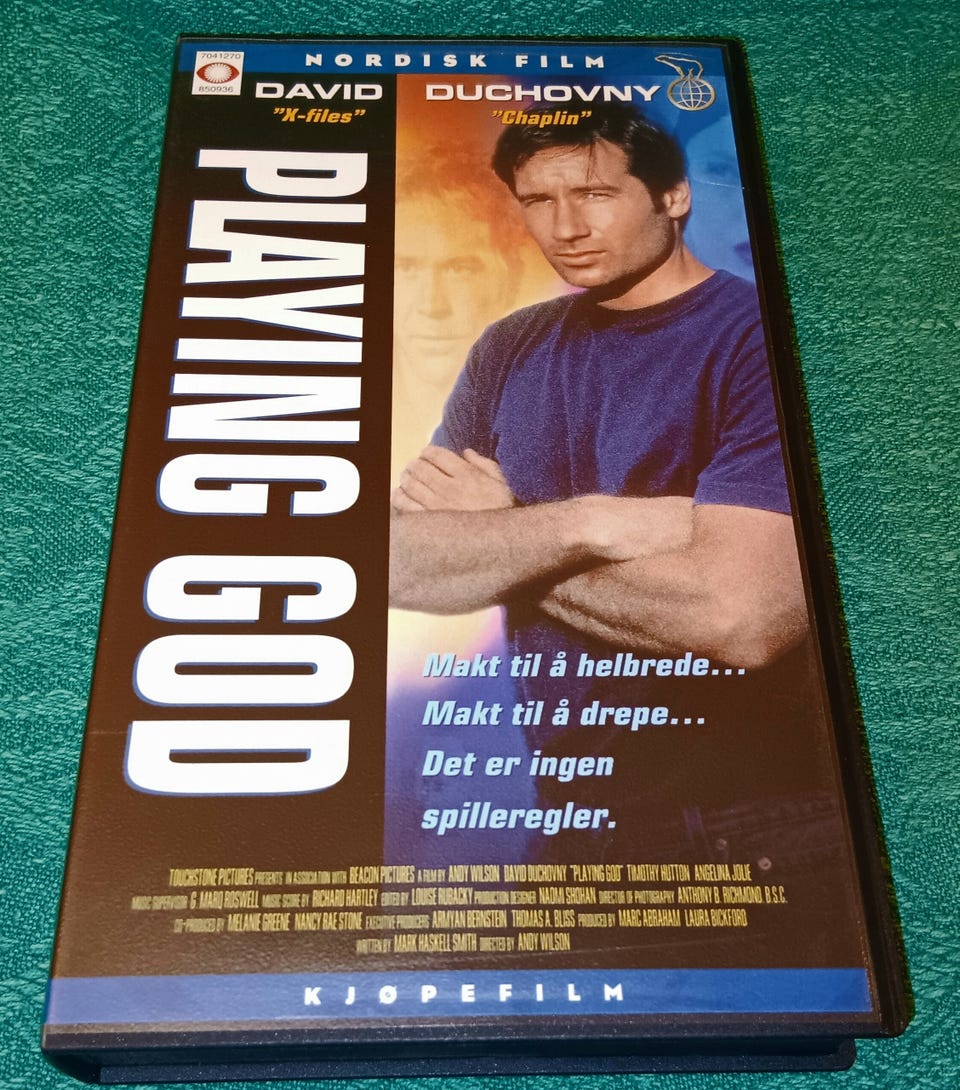 NORDISK FILM
7041270
850936
DAVID DUCHOVNY
"X-files" "Chaplin"
PLAYING GOD
Makt til å helbrede...
Makt til å drepe...
Det er ingen
spilleregler.
TOUCHSTONE PICTURES PRESENTS IN ASSOCIATION WITH BEACON PICTURES A FILM BY ANDY WILSON DAVID DUCHOVNY "PLAYING GOD" TIMOTHY HUTTON ANGELINA JOLIE
MUSIC SUPERVISOR G. MARQ ROSWELL MUSIC SCORE BY RICHARD HARTLEY EDITED BY LOUISE RUBACKY PRODUCTION DESIGNER NAOMI SHOHAN DIRECTOR OF PHOTOGRAPHY ANTHONY B. RICHMOND, B.S.C.
CO-PRODUCED BY MELANIE GREENE NANCY RAE STONE EXECUTIVE PRODUCERS ARMYAN BERNSTEIN THOMAS A. BLISS PRODUCED BY MARC ABRAHAM LAURA BICKFORD
WRITTEN BY MARK HASKELL SMITH DIRECTED BY ANDY WILSON
KJØPEFILM